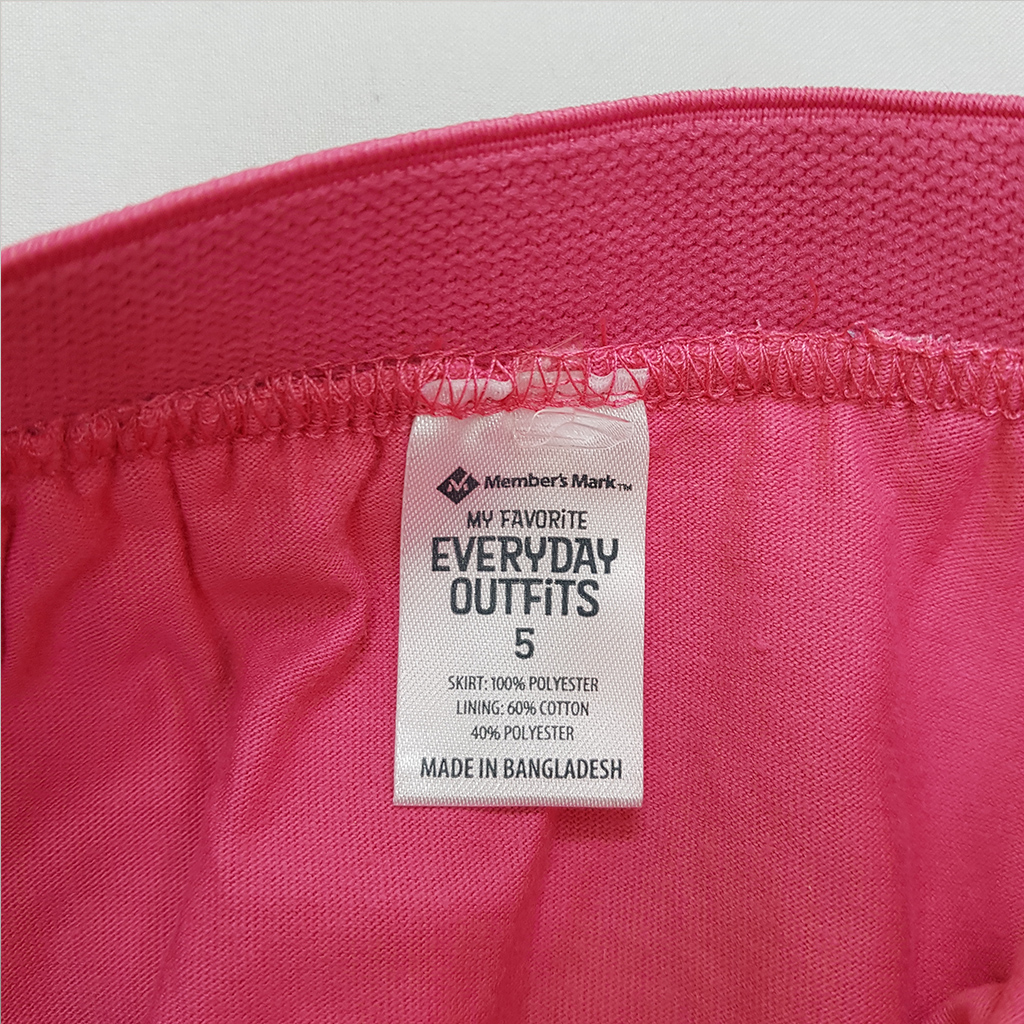 Member's Mark™
MY FAVORiTE
EVERYDAY
OUTFiTS
5
SKIRT: 100% POLYESTER
LINING: 60% COTTON
40% POLYESTER
MADE IN BANGLADESH